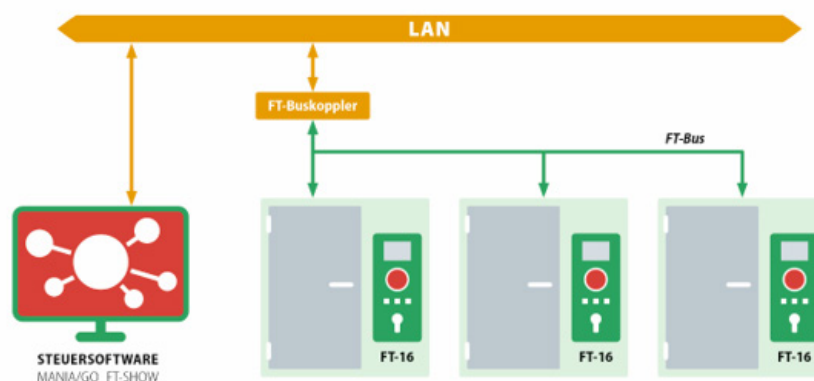 LAN
FT-Buskoppler
FT-Bus
FT-16
FT-16
FT-16
STEUERSOFTWARE
MANIA/GO FT-SHOW